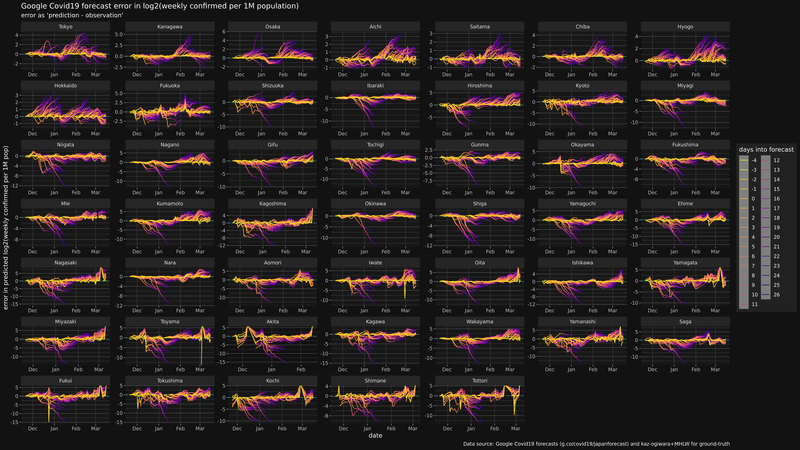 Google Covid19 forecast error in log2(weekly confirmed per 1M population)
error as 'prediction - observation'
Tokyo Kanagawa Osaka Aichi Saitama Chiba Hyogo
Hokkaido Fukuoka Shizuoka Ibaraki Hiroshima Kyoto Miyagi
Niigata Nagano Gifu Tochigi Gunma Okayama Fukushima
Mie Kumamoto Kagoshima Okinawa Shiga Yamaguchi Ehime
Nagasaki Nara Aomori Iwate Oita Ishikawa Yamagata
Miyazaki Toyama Akita Kagawa Wakayama Yamanashi Saga
Fukui Tokushima Kochi Shimane Tottori
Dec Jan Feb Mar
error in predicted log2(weekly confirmed per 1M pop)
date
days into forecast
-4 12
-3 13
-2 14
-1 15
0 16
1 17
2 18
3 19
4 20
5 21
6 22
7 23
8 24
9 25
10 26
11
Data source: Google Covid19 forecasts (g.co/covid19/japanforecast) and kaz-ogiwara+MHLW for ground-truth